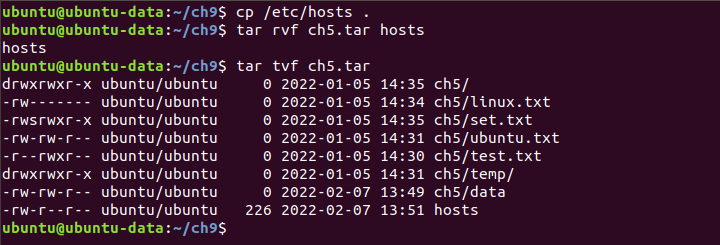 ubuntu@ubuntu-data:~/ch9$ cp /etc/hosts .
ubuntu@ubuntu-data:~/ch9$ tar rvf ch5.tar hosts
hosts
ubuntu@ubuntu-data:~/ch9$ tar tvf ch5.tar
drwxrwxr-x ubuntu/ubuntu     0 2022-01-05 14:35 ch5/
-rw------- ubuntu/ubuntu     0 2022-01-05 14:34 ch5/linux.txt
-rwsrwxr-x ubuntu/ubuntu     0 2022-01-05 14:35 ch5/set.txt
-rw-rw-r-- ubuntu/ubuntu     0 2022-01-05 14:31 ch5/ubuntu.txt
-r--rwxr-- ubuntu/ubuntu     0 2022-01-05 14:30 ch5/test.txt
drwxrwxr-x ubuntu/ubuntu     0 2022-01-05 14:31 ch5/temp/
-rw-rw-r-- ubuntu/ubuntu     0 2022-02-07 13:49 ch5/data
-rw-r--r-- ubuntu/ubuntu   226 2022-02-07 13:51 hosts
ubuntu@ubuntu-data:~/ch9$